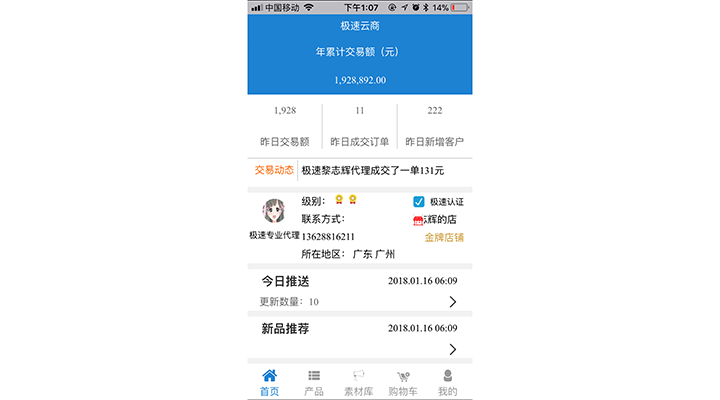 中国移动 下午1:07 14%
极速云商
年累计交易额（元）
1,928,892.00
1,928 11 222
昨日交易额 昨日成交订单 昨日新增客户
交易动态 极速黎志辉代理成交了一单131元
级别： 极速认证
联系方式： 辉的店
极速专业代理 13628816211 金牌店铺
所在地区： 广东 广州
今日推送 2018.01.16 06:09
更新数量：10
新品推荐 2018.01.16 06:09
首页 产品 素材库 购物车 我的